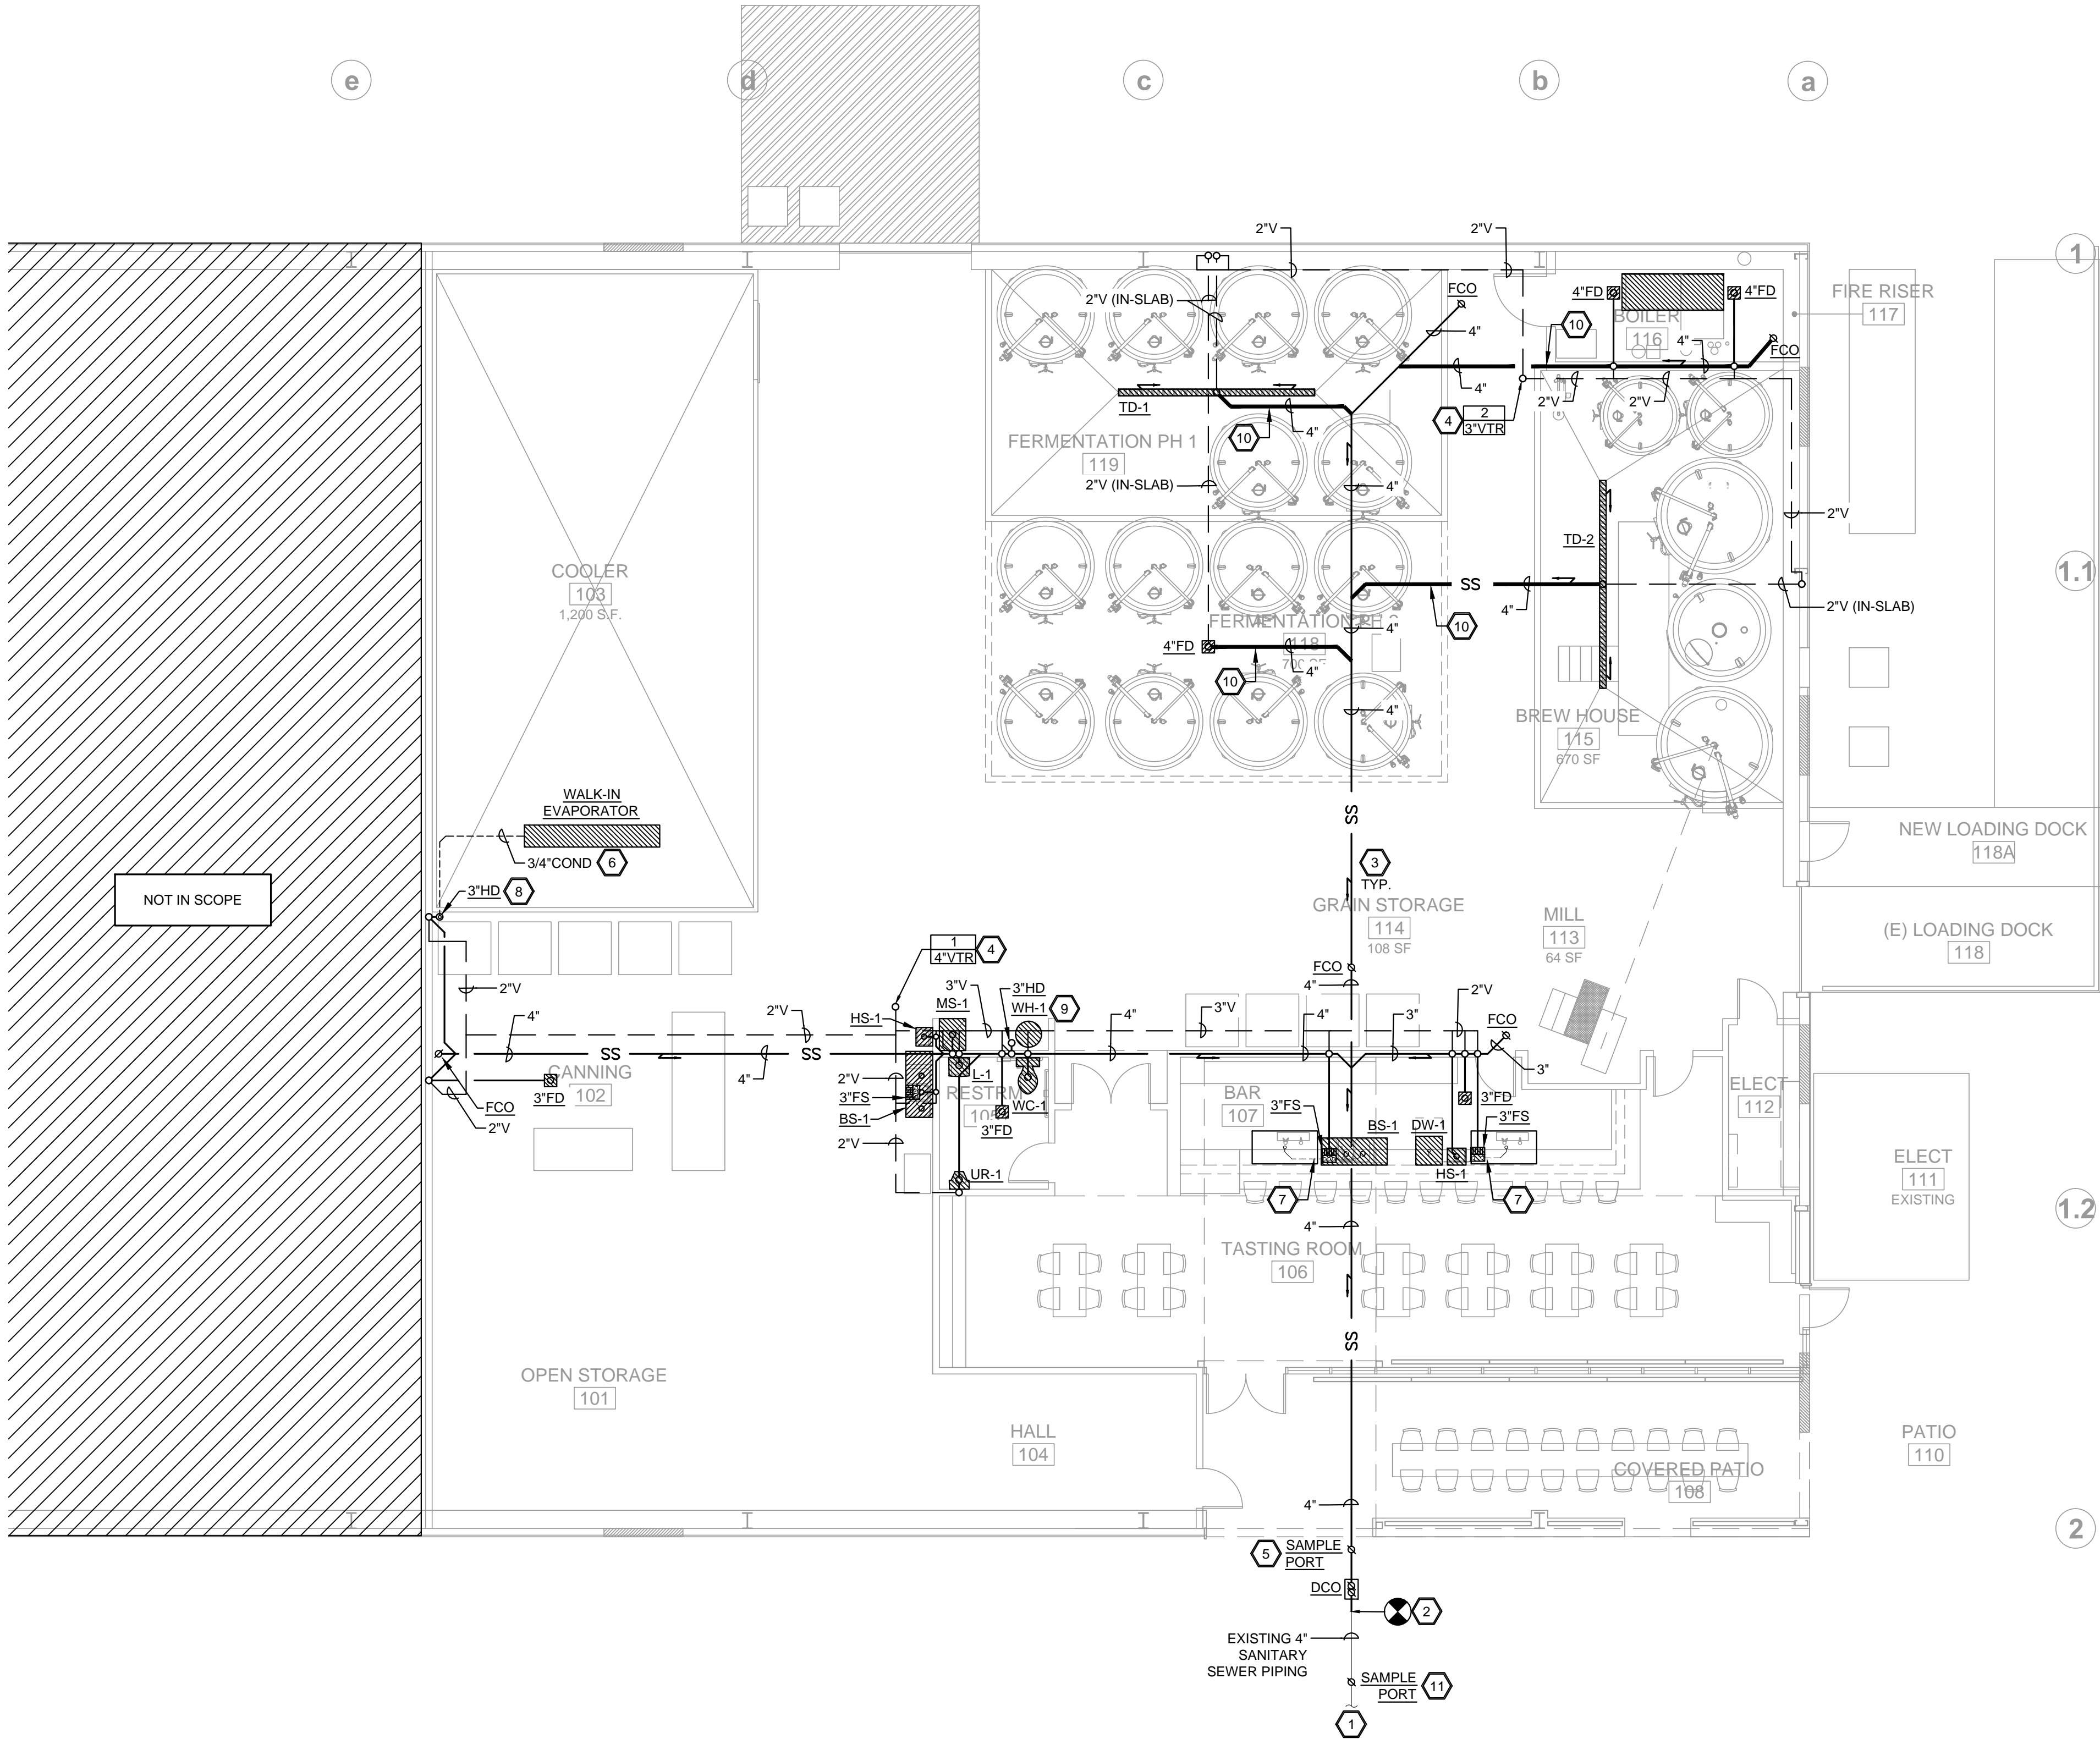 e
d
c
b
a
2"V
2"V
1
2"V (IN-SLAB)
FCO
4"
4"FD
4"FD
BOILER
116
10
4"
FCO
FIRE RISER
117
4"
2"V
2"V
TD-1
4"
10
4
2
3"VTR
FERMENTATION PH 1
119
2"V (IN-SLAB)
4"
2"V
TD-2
COOLER
103
1,200 S.F.
1.1
SS
4"
10
2"V (IN-SLAB)
FERMENTATION PH 2
118
700 SF
4"
4"FD
4"
10
4"
BREW HOUSE
115
670 SF
WALK-IN
EVAPORATOR
3/4"COND
6
SS
NEW LOADING DOCK
118A
NOT IN SCOPE
3"HD
8
3
TYP.
GRAIN STORAGE
114
108 SF
MILL
113
64 SF
(E) LOADING DOCK
118
1
4"VTR
4
FCO
4"
2"V
3"V
3"HD
2"V
MS-1
WH-1
9
HS-1
2"V
3"V
4"
4"
4"
3"
FCO
4"
SS
SS
4"
3"
CANNING
102
3"FD
FCO
2"V
2"V
3"FS
BS-1
2"V
L-1
RESTRM
105
WC-1
3"FD
UR-1
BAR
107
3"FS
BS-1
DW-1
3"FD
3"FS
HS-1
7
7
ELECT
112
ELECT
111
EXISTING
1.2
4"
TASTING ROOM
106
SS
OPEN STORAGE
101
HALL
104
COVERED PATIO
108
PATIO
110
4"
2
5
SAMPLE
PORT
DCO
2
EXISTING 4"
SANITARY
SEWER PIPING
SAMPLE
PORT
11
1